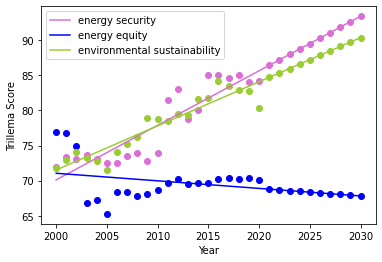 energy security
energy equity
environmental sustainability
Trillema Score
90
85
80
75
70
65
2000
2005
2010
2015
2020
2025
2030
Year